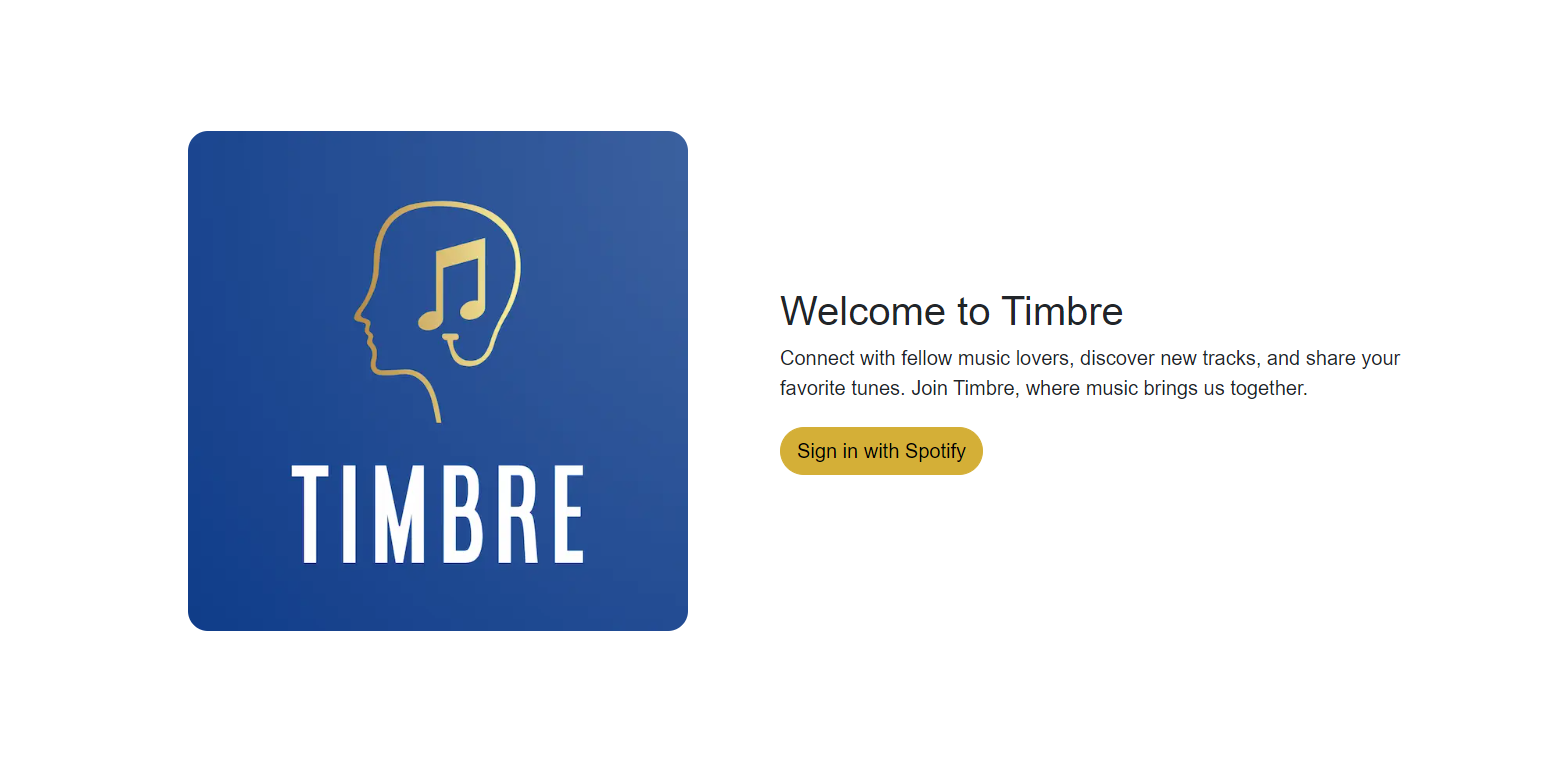 TIMBRE
Welcome to Timbre
Connect with fellow music lovers, discover new tracks, and share your
favorite tunes. Join Timbre, where music brings us together.
Sign in with Spotify